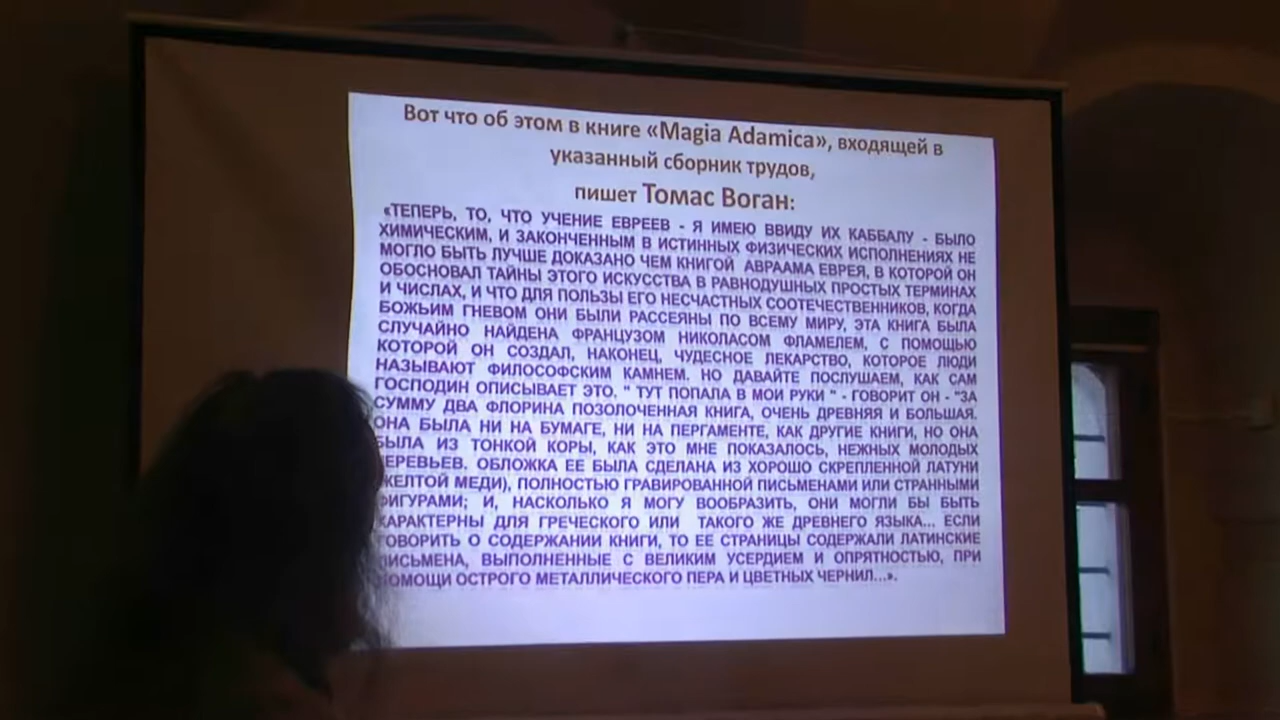 Вот что об этом в книге «Magia Adamica», входящей в
указанный сборник трудов,
пишет Томас Воган:
«ТЕПЕРЬ, ТО, ЧТО УЧЕНИЕ ЕВРЕЕВ - Я ИМЕЮ ВВИДУ ИХ КАББАЛУ - БЫЛО
ХИМИЧЕСКИМ, И ЗАКОНЧЕННЫМ В ИСТИННЫХ ФИЗИЧЕСКИХ ИСПОЛНЕНИЯХ НЕ
МОГЛО БЫТЬ ЛУЧШЕ ДОКАЗАНО ЧЕМ КНИГОЙ АВРААМА ЕВРЕЯ, В КОТОРОЙ ОН
ОБОСНОВАЛ ТАЙНЫ ЭТОГО ИСКУССТВА В РАВНОДУШНЫХ ПРОСТЫХ ТЕРМИНАХ
И ЧИСЛАХ, И ЧТО ДЛЯ ПОЛЬЗЫ ЕГО НЕСЧАСТНЫХ СООТЕЧЕСТВЕННИКОВ, КОГДА
БОЖЬИМ ГНЕВОМ ОНИ БЫЛИ РАССЕЯНЫ ПО ВСЕМУ МИРУ, ЭТА КНИГА БЫЛА
СЛУЧАЙНО НАЙДЕНА ФРАНЦУЗОМ НИКОЛАСОМ ФЛАМЕЛЕМ, С ПОМОЩЬЮ
КОТОРОЙ ОН СОЗДАЛ, НАКОНЕЦ, ЧУДЕСНОЕ ЛЕКАРСТВО, КОТОРОЕ ЛЮДИ
НАЗЫВАЮТ ФИЛОСОФСКИМ КАМНЕМ. НО ДАВАЙТЕ ПОСЛУШАЕМ, КАК САМ
ГОСПОДИН ОПИСЫВАЕТ ЭТО. " ТУТ ПОПАЛА В МОИ РУКИ " - ГОВОРИТ ОН - "ЗА
СУММУ ДВА ФЛОРИНА ПОЗОЛОЧЕННАЯ КНИГА, ОЧЕНЬ ДРЕВНЯЯ И БОЛЬШАЯ.
ОНА БЫЛА НИ НА БУМАГЕ, НИ НА ПЕРГАМЕНТЕ, КАК ДРУГИЕ КНИГИ, НО ОНА
БЫЛА ИЗ ТОНКОЙ КОРЫ, КАК ЭТО МНЕ ПОКАЗАЛОСЬ, НЕЖНЫХ МОЛОДЫХ
ЕРЕВЬЕВ. ОБЛОЖКА ЕЕ БЫЛА СДЕЛАНА ИЗ ХОРОШО СКРЕПЛЕННОЙ ЛАТУНИ
ЖЕЛТОЙ МЕДИ), ПОЛНОСТЬЮ ГРАВИРОВАННОЙ ПИСЬМЕНАМИ ИЛИ СТРАННЫМИ
ФИГУРАМИ; И, НАСКОЛЬКО Я МОГУ ВООБРАЗИТЬ, ОНИ МОГЛИ БЫ БЫТЬ
ХАРАКТЕРНЫ ДЛЯ ГРЕЧЕСКОГО ИЛИ ТАКОГО ЖЕ ДРЕВНЕГО ЯЗЫКА... ЕСЛИ
ГОВОРИТЬ О СОДЕРЖАНИИ КНИГИ, ТО ЕЕ СТРАНИЦЫ СОДЕРЖАЛИ ЛАТИНСКИЕ
ПИСЬМЕНА, ВЫПОЛНЕННЫЕ С ВЕЛИКИМ УСЕРДИЕМ И ОПРЯТНОСТЬЮ, ПРИ
ПОМОЩИ ОСТРОГО МЕТАЛЛИЧЕСКОГО ПЕРА И ЦВЕТНЫХ ЧЕРНИЛ...».